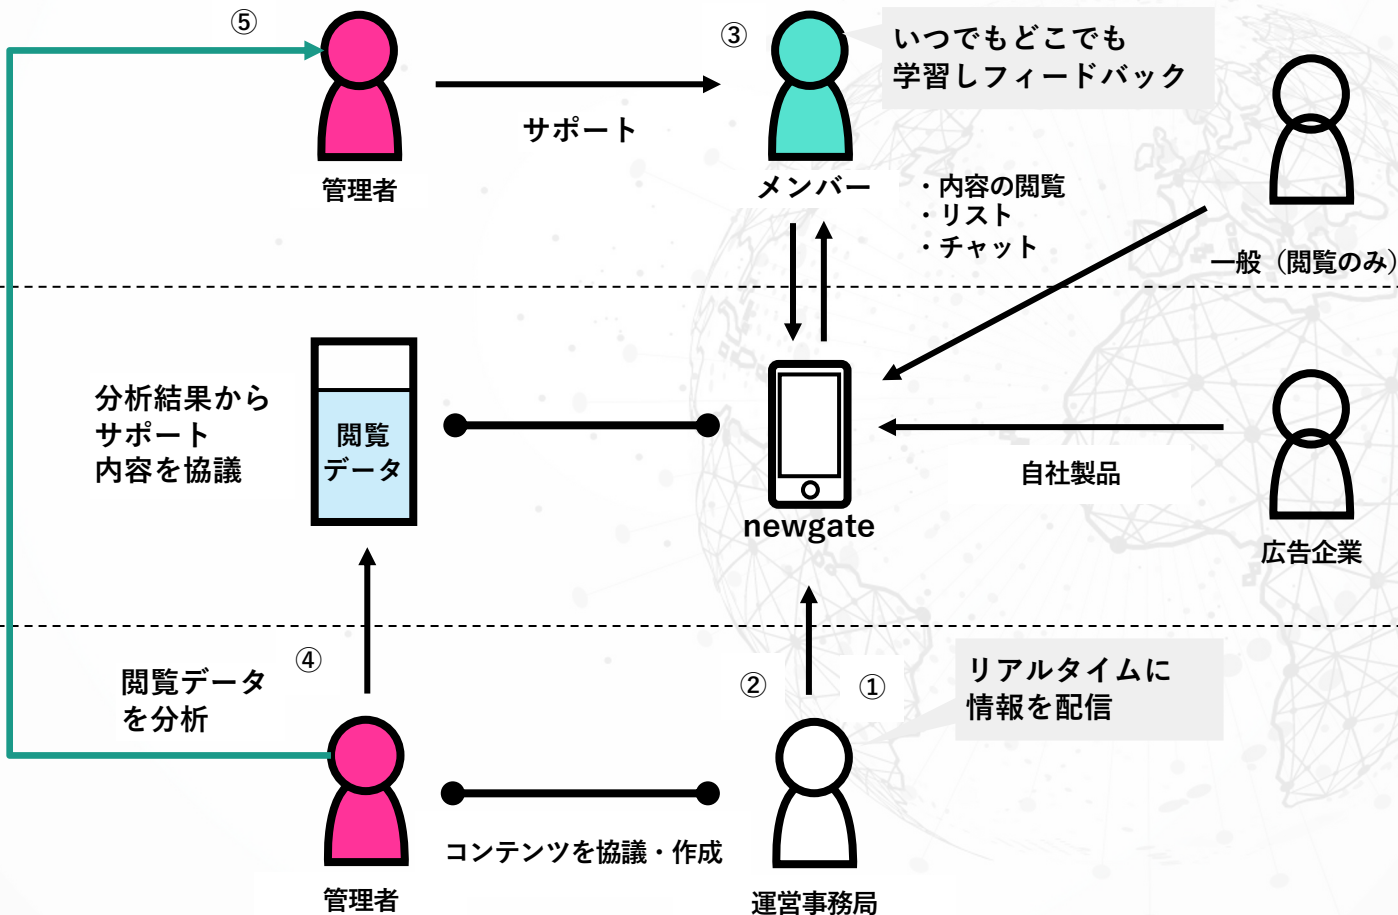 ⑤
③
いつでもどこでも
学習しフィードバック
サポート
管理者
メンバー
・内容の閲覧
・リスト
・チャット
一般（閲覧のみ）
分析結果から
サポート
内容を協議
閲覧
データ
newgate
自社製品
広告企業
④
閲覧データ
を分析
②
①
リアルタイムに
情報を配信
コンテンツを協議・作成
管理者
運営事務局